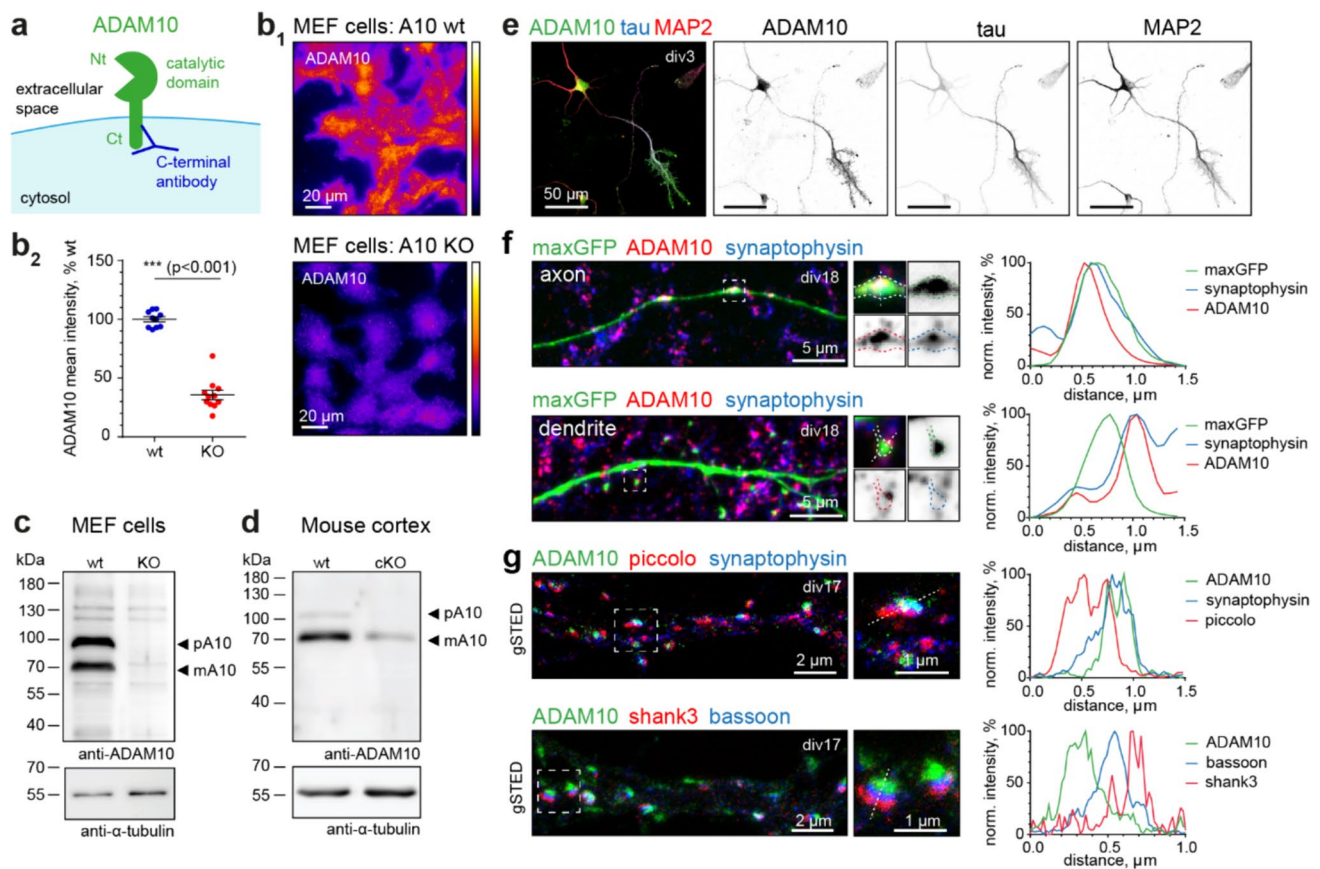 a
ADAM10
Nt
catalytic
domain
extracellular
space
Ct
C-terminal
antibody
cytosol
b1
MEF cells: A10 wt
ADAM10
20 µm
MEF cells: A10 KO
ADAM10
20 µm
b2
ADAM10 mean intensity, % wt
150
100
50
0
*** (p<0.001)
wt KO
c MEF cells
kDa wt KO
180
130
100
70
55
40
pA10
mA10
anti-ADAM10
70
55
anti-α-tubulin
d Mouse cortex
kDa wt cKO
180
130
100
70
55
40
pA10
mA10
anti-ADAM10
70
55
anti-α-tubulin
e ADAM10 tau MAP2 ADAM10 tau MAP2
div3
50 µm
f
maxGFP ADAM10 synaptophysin
axon
div18
5 µm
norm. intensity, %
100
50
0
0.0 0.5 1.0 1.5
distance, µm
maxGFP
synaptophysin
ADAM10
maxGFP ADAM10 synaptophysin
dendrite
div18
5 µm
norm. intensity, %
100
50
0
0.0 0.5 1.0 1.5
distance, µm
maxGFP
synaptophysin
ADAM10
g ADAM10 piccolo synaptophysin
gSTED
div17
2 µm
1 µm
norm. intensity, %
100
50
0
0.0 0.5 1.0 1.5
distance, µm
ADAM10
synaptophysin
piccolo
ADAM10 shank3 bassoon
gSTED
div17
2 µm
1 µm
norm. intensity, %
100
50
0
0.0 0.5 1.0
distance, µm
ADAM10
bassoon
shank3